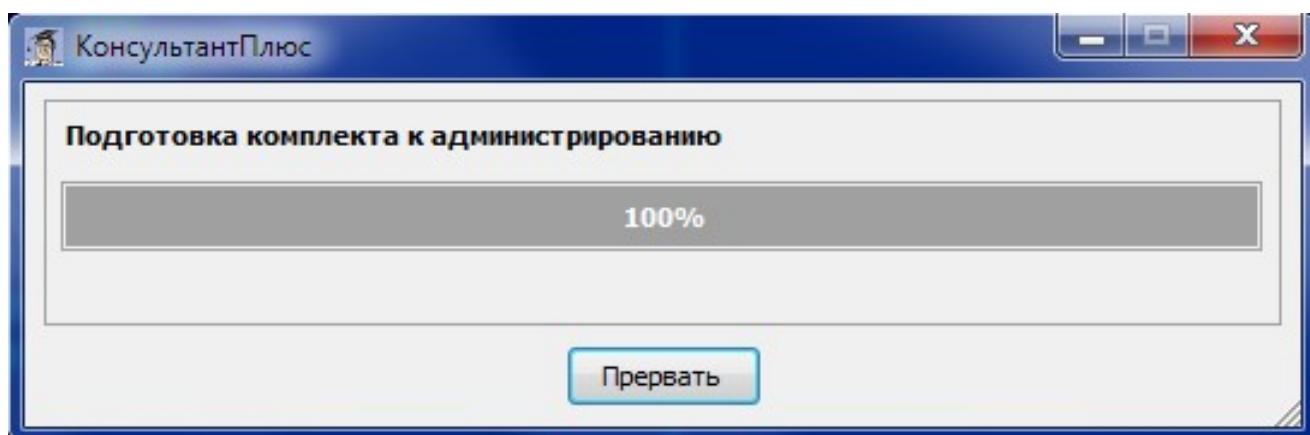 КонсультантПлюс
Подготовка комплекта к администрированию
100%
Прервать